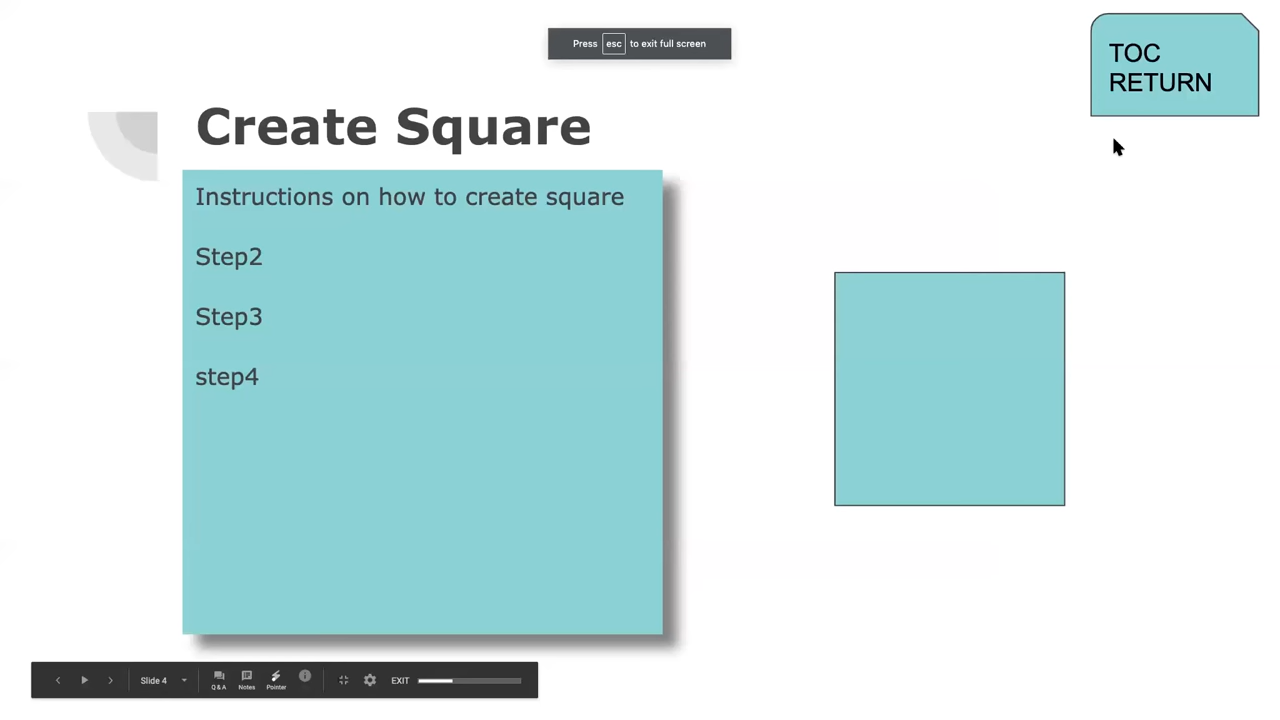 Press esc to exit full screen
TOC
RETURN
Create Square
Instructions on how to create square
Step2
Step3
step4
Slide 4
Q & A
Notes
Pointer
EXIT